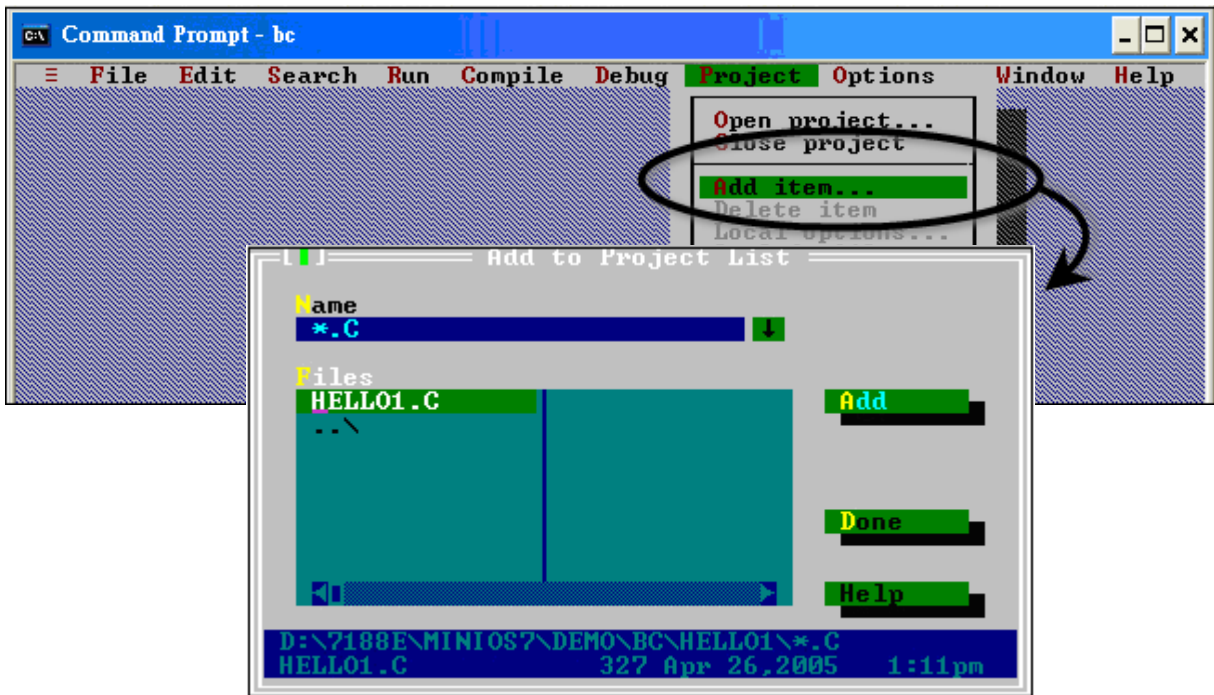 C:\ Command Prompt - bc
≡ File Edit Search Run Compile Debug Project Options Window Help
Open project...
Close project
Add item...
Delete item
Local options...
Add to Project List
Name
*.C
Files
HELLO1.C
..\
Add
Done
Help
D:\7188E\MINIOS7\DEMO\BC\HELLO1\*.C
HELLO1.C 327 Apr 26,2005 1:11pm